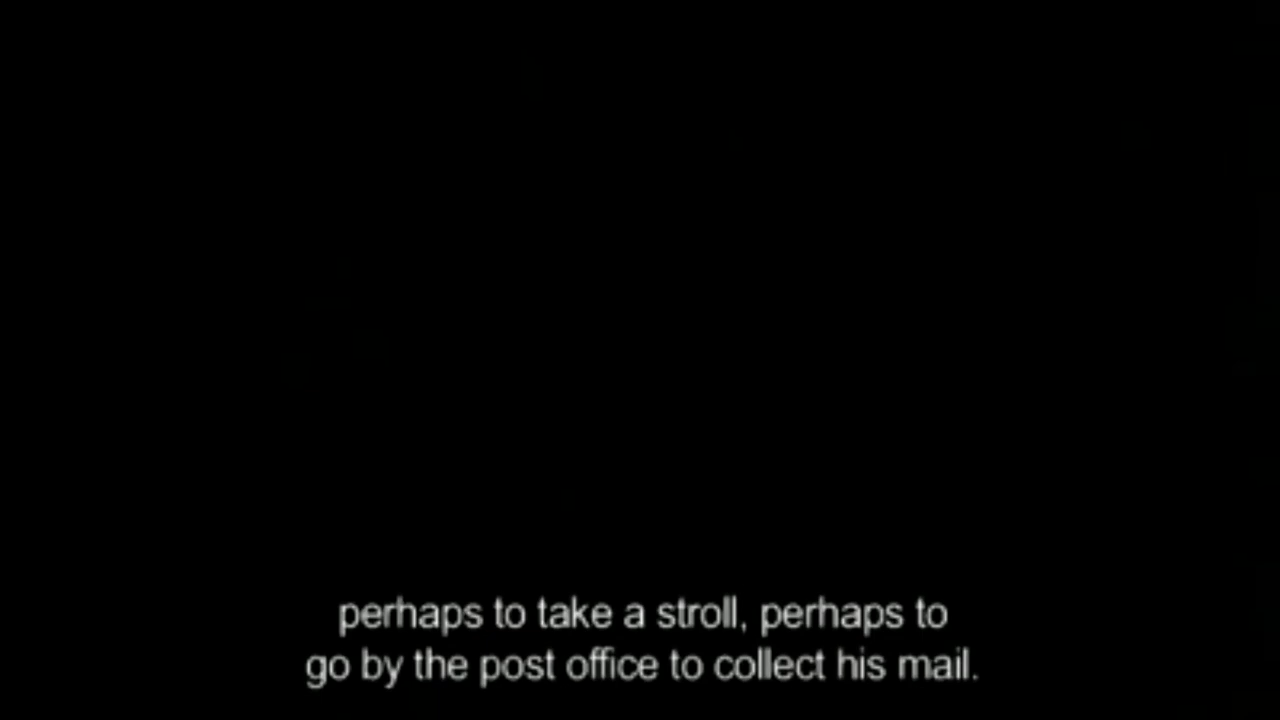 perhaps to take a stroll, perhaps to
go by the post office to collect his mail.